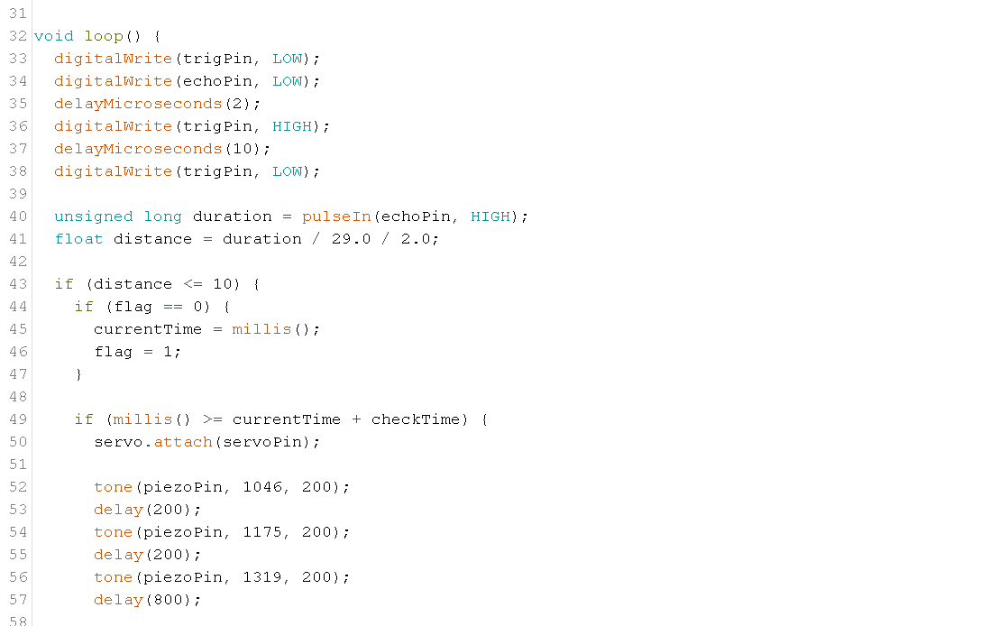 31
32 void loop() {
33 digitalWrite(trigPin, LOW);
34 digitalWrite(echoPin, LOW);
35 delayMicroseconds(2);
36 digitalWrite(trigPin, HIGH);
37 delayMicroseconds(10);
38 digitalWrite(trigPin, LOW);
39
40 unsigned long duration = pulseIn(echoPin, HIGH);
41 float distance = duration / 29.0 / 2.0;
42
43 if (distance <= 10) {
44 if (flag == 0) {
45 currentTime = millis();
46 flag = 1;
47 }
48
49 if (millis() >= currentTime + checkTime) {
50 servo.attach(servoPin);
51
52 tone(piezoPin, 1046, 200);
53 delay(200);
54 tone(piezoPin, 1175, 200);
55 delay(200);
56 tone(piezoPin, 1319, 200);
57 delay(800);
58